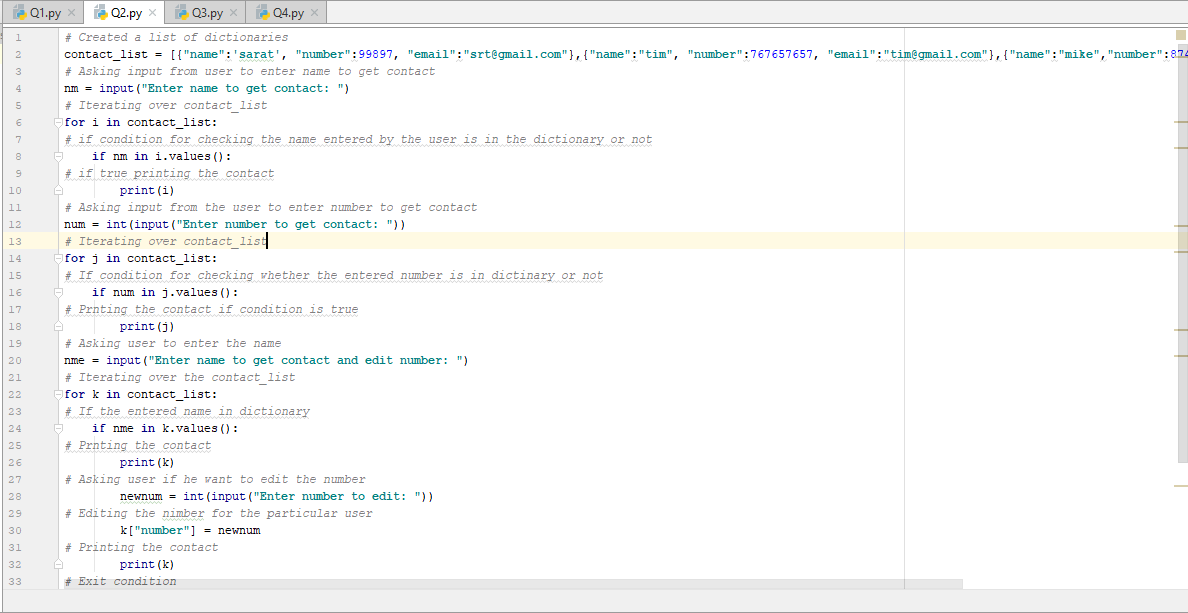 Q1.py Q2.py Q3.py Q4.py
1 # Created a list of dictionaries
2 contact_list = [{"name":'sarat', "number":99897, "email":"srt@gmail.com"},{"name":"tim", "number":767657657, "email":"tim@gmail.com"},{"name":"mike","number":874
3 # Asking input from user to enter name to get contact
4 nm = input("Enter name to get contact: ")
5 # Iterating over contact_list
6 for i in contact_list:
7 # if condition for checking the name entered by the user is in the dictionary or not
8 if nm in i.values():
9 # if true printing the contact
10 print(i)
11 # Asking input from the user to enter number to get contact
12 num = int(input("Enter number to get contact: "))
13 # Iterating over contact_list
14 for j in contact_list:
15 # If condition for checking whether the entered number is in dictinary or not
16 if num in j.values():
17 # Prnting the contact if condition is true
18 print(j)
19 # Asking user to enter the name
20 nme = input("Enter name to get contact and edit number: ")
21 # Iterating over the contact_list
22 for k in contact_list:
23 # If the entered name in dictionary
24 if nme in k.values():
25 # Prnting the contact
26 print(k)
27 # Asking user if he want to edit the number
28 newnum = int(input("Enter number to edit: "))
29 # Editing the nimber for the particular user
30 k["number"] = newnum
31 # Printing the contact
32 print(k)
33 # Exit condition